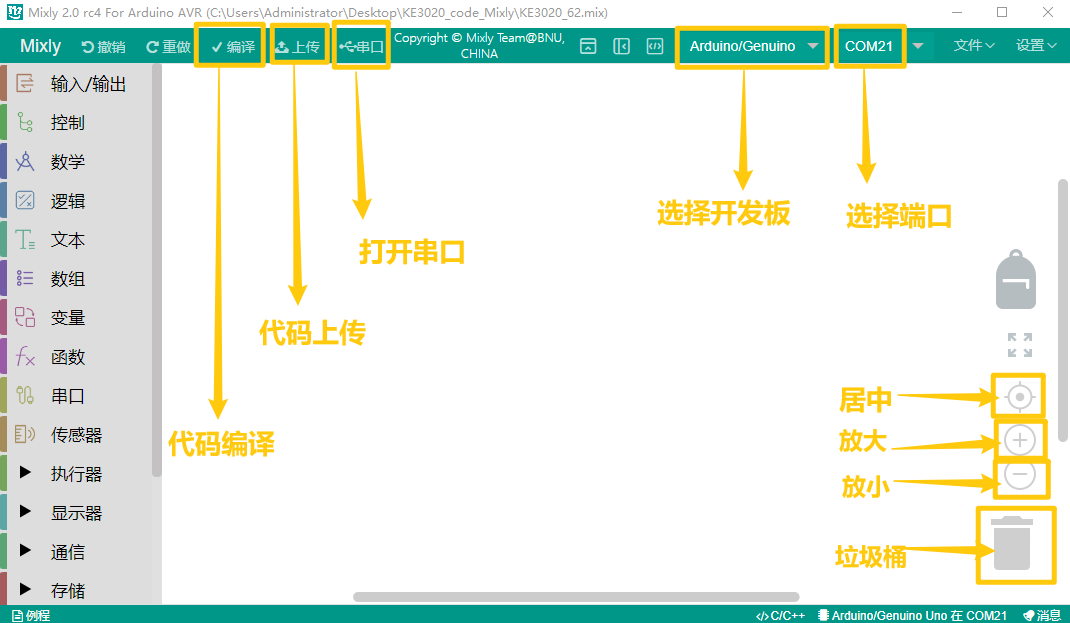 Mixly 2.0 rc4 For Arduino AVR (C:\Users\Administrator\Desktop\KE3020_code_Mixly\KE3020_62.mix)
Mixly 撤销 重做 编译 上传 串口 Copyright © Mixly Team@BNU, CHINA Arduino/Genuino COM21 文件 设置
输入/输出
控制
数学
逻辑
文本
数组
变量
函数
串口
传感器
执行器
显示器
通信
存储
选择开发板
选择端口
打开串口
代码上传
代码编译
居中
放大
放小
垃圾桶
例程 C/C++ Arduino/Genuino Uno 在 COM21 消息